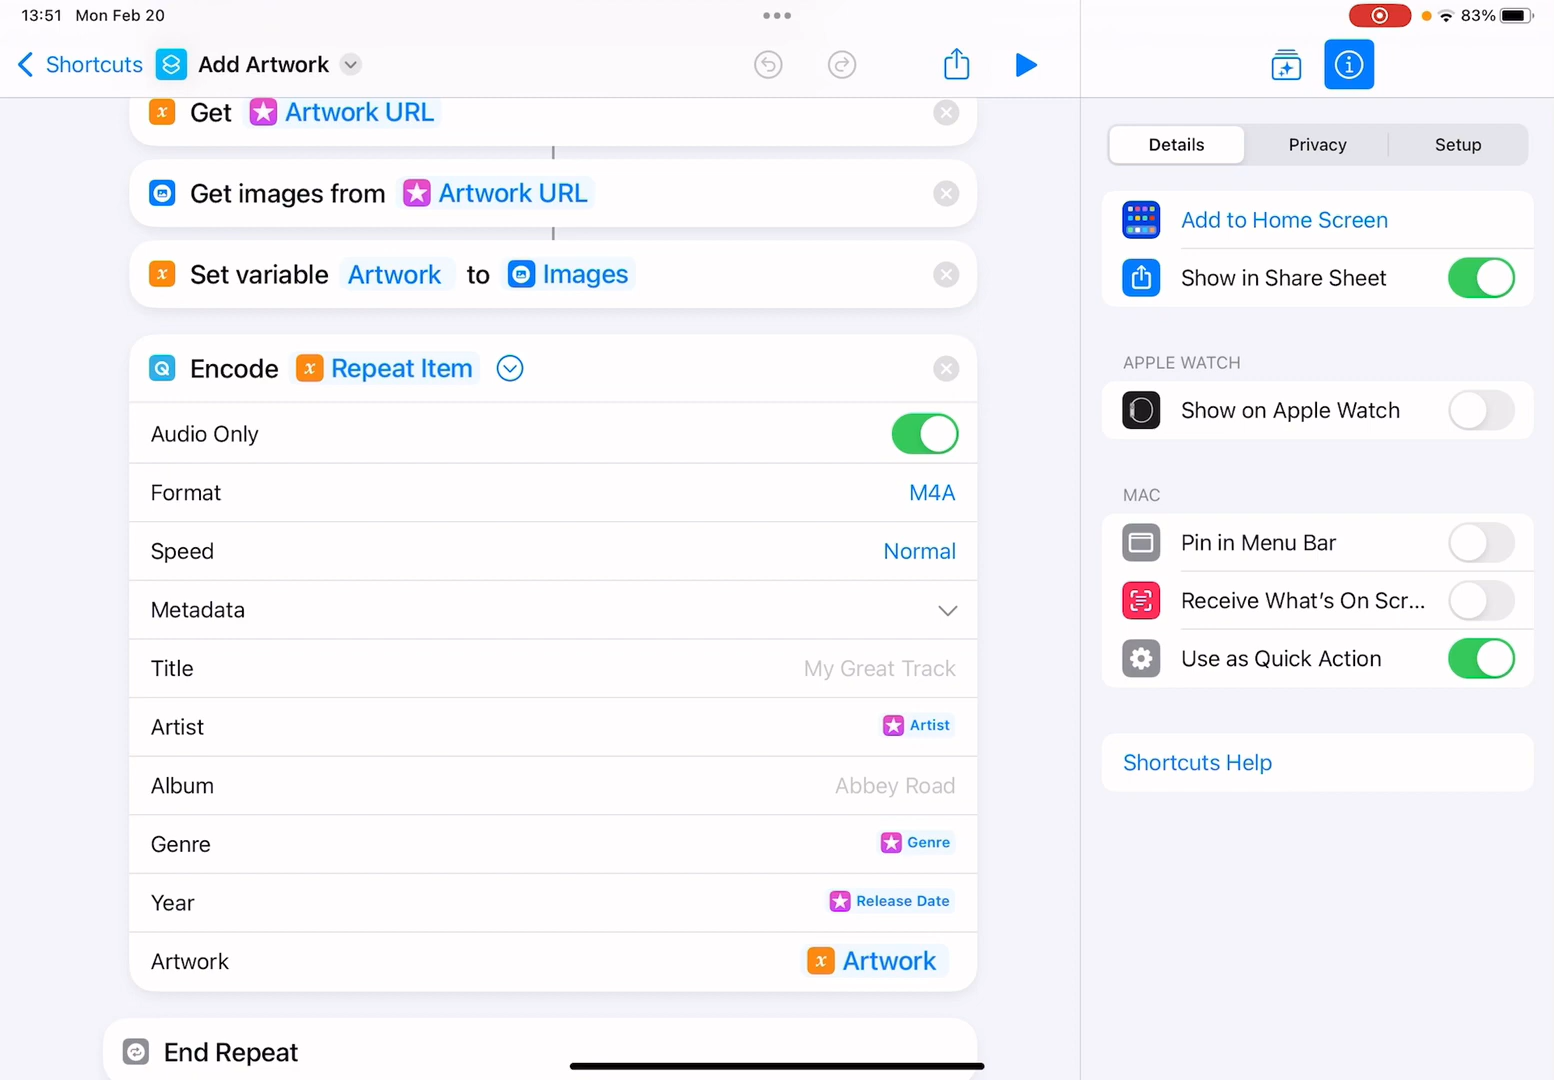 13:51 Mon Feb 20
83%
Shortcuts
Add Artwork
Get Artwork URL
Get images from Artwork URL
Set variable Artwork to Images
Encode Repeat Item
Audio Only
Format M4A
Speed Normal
Metadata
Title My Great Track
Artist Artist
Album Abbey Road
Genre Genre
Year Release Date
Artwork Artwork
End Repeat
Details Privacy Setup
Add to Home Screen
Show in Share Sheet
APPLE WATCH
Show on Apple Watch
MAC
Pin in Menu Bar
Receive What's On Scr...
Use as Quick Action
Shortcuts Help